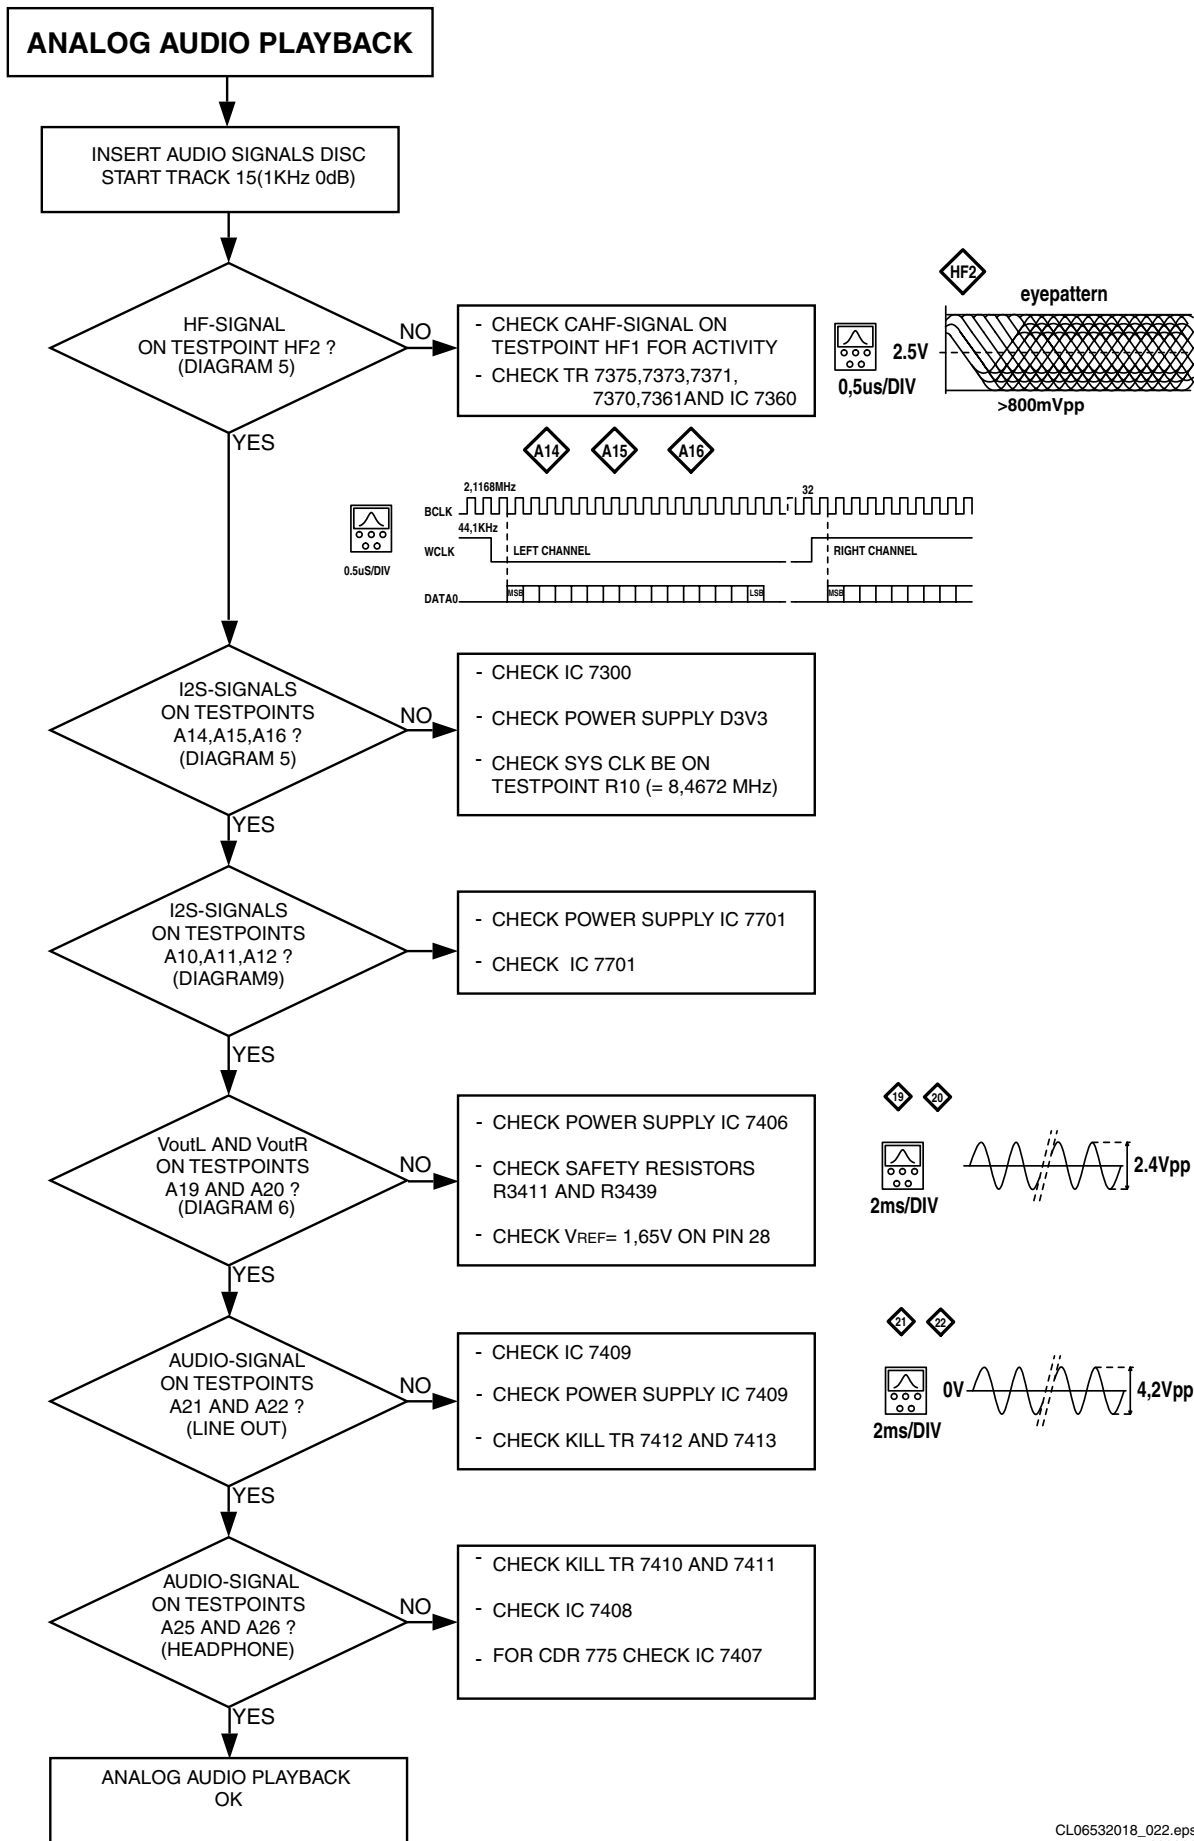 ANALOG AUDIO PLAYBACK
INSERT AUDIO SIGNALS DISC
START TRACK 15(1KHz 0dB)
HF-SIGNAL
ON TESTPOINT HF2 ?
(DIAGRAM 5)
NO
- CHECK CAHF-SIGNAL ON
TESTPOINT HF1 FOR ACTIVITY
- CHECK TR 7375,7373,7371,
7370,7361AND IC 7360
HF2
eyepattern
2.5V
0,5us/DIV
>800mVpp
YES
A14 A15 A16
2,1168MHz
32
BCLK
44,1KHz
WCLK
LEFT CHANNEL
RIGHT CHANNEL
0.5uS/DIV
DATA0
MSB
LSB
MSB
I2S-SIGNALS
ON TESTPOINTS
A14,A15,A16 ?
(DIAGRAM 5)
NO
- CHECK IC 7300
- CHECK POWER SUPPLY D3V3
- CHECK SYS CLK BE ON
TESTPOINT R10 (= 8,4672 MHz)
YES
I2S-SIGNALS
ON TESTPOINTS
A10,A11,A12 ?
(DIAGRAM9)
- CHECK POWER SUPPLY IC 7701
- CHECK IC 7701
YES
VoutL AND VoutR
ON TESTPOINTS
A19 AND A20 ?
(DIAGRAM 6)
NO
- CHECK POWER SUPPLY IC 7406
- CHECK SAFETY RESISTORS
R3411 AND R3439
- CHECK VREF= 1,65V ON PIN 28
19 20
2.4Vpp
2ms/DIV
YES
AUDIO-SIGNAL
ON TESTPOINTS
A21 AND A22 ?
(LINE OUT)
NO
- CHECK IC 7409
- CHECK POWER SUPPLY IC 7409
- CHECK KILL TR 7412 AND 7413
21 22
0V
4,2Vpp
2ms/DIV
YES
AUDIO-SIGNAL
ON TESTPOINTS
A25 AND A26 ?
(HEADPHONE)
NO
- CHECK KILL TR 7410 AND 7411
- CHECK IC 7408
- FOR CDR 775 CHECK IC 7407
YES
ANALOG AUDIO PLAYBACK
OK
CL06532018_022.eps